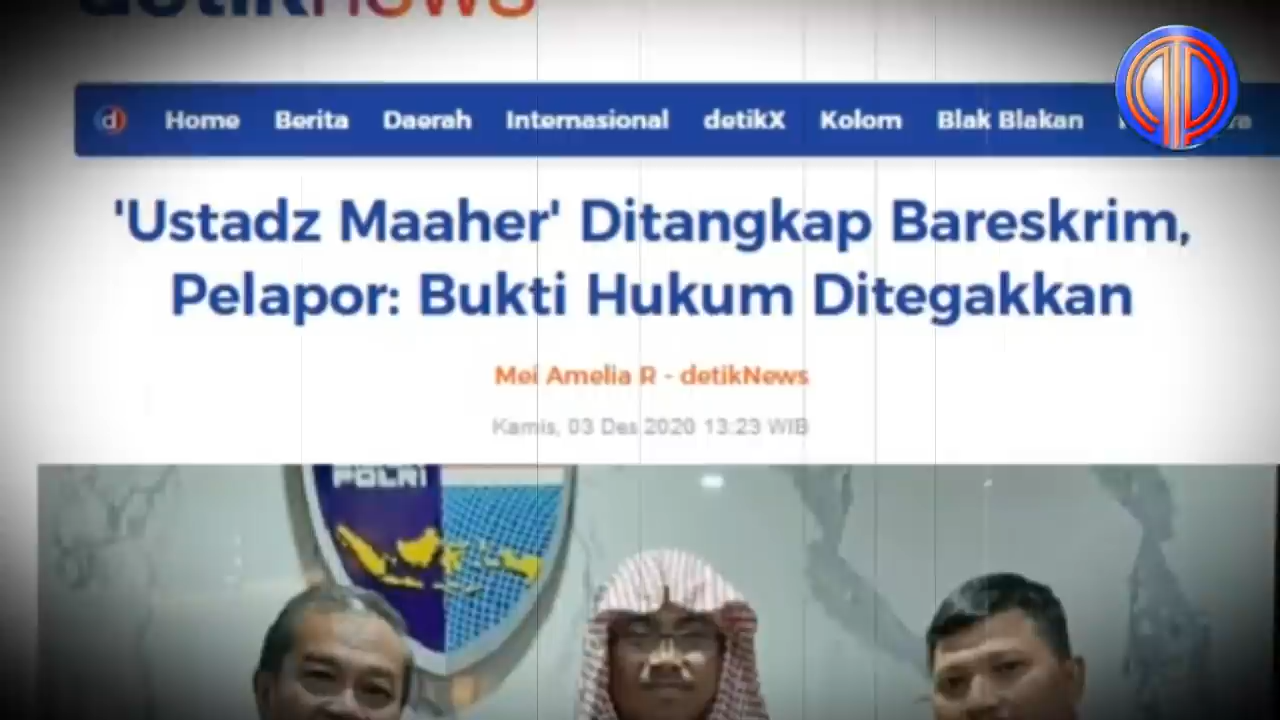 detiknews
Home Berita Daerah Internasional detikX Kolom Blak Blakan
'Ustadz Maaher' Ditangkap Bareskrim,
Pelapor: Bukti Hukum Ditegakkan
Mei Amelia R - detikNews
Kamis, 03 Des 2020 13:23 WIB
POLRI